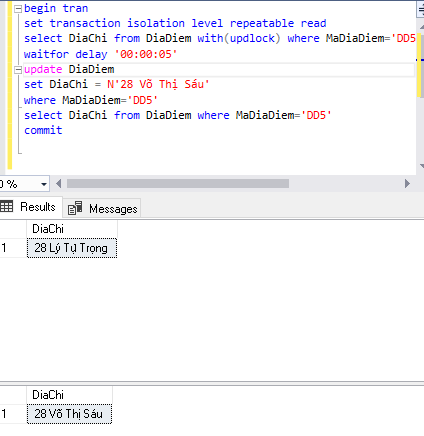 begin tran
set transaction isolation level repeatable read
select DiaChi from DiaDiem with(updlock) where MaDiaDiem='DD5
waitfor delay '00:00:05'
update DiaDiem
set DiaChi = N'28 Võ Thị Sáu'
where MaDiaDiem='DD5'
select DiaChi from DiaDiem where MaDiaDiem='DD5'
commit
0 %
Results Messages
DiaChi
1 28 Lý Tự Trọng
DiaChi
1 28 Võ Thị Sáu